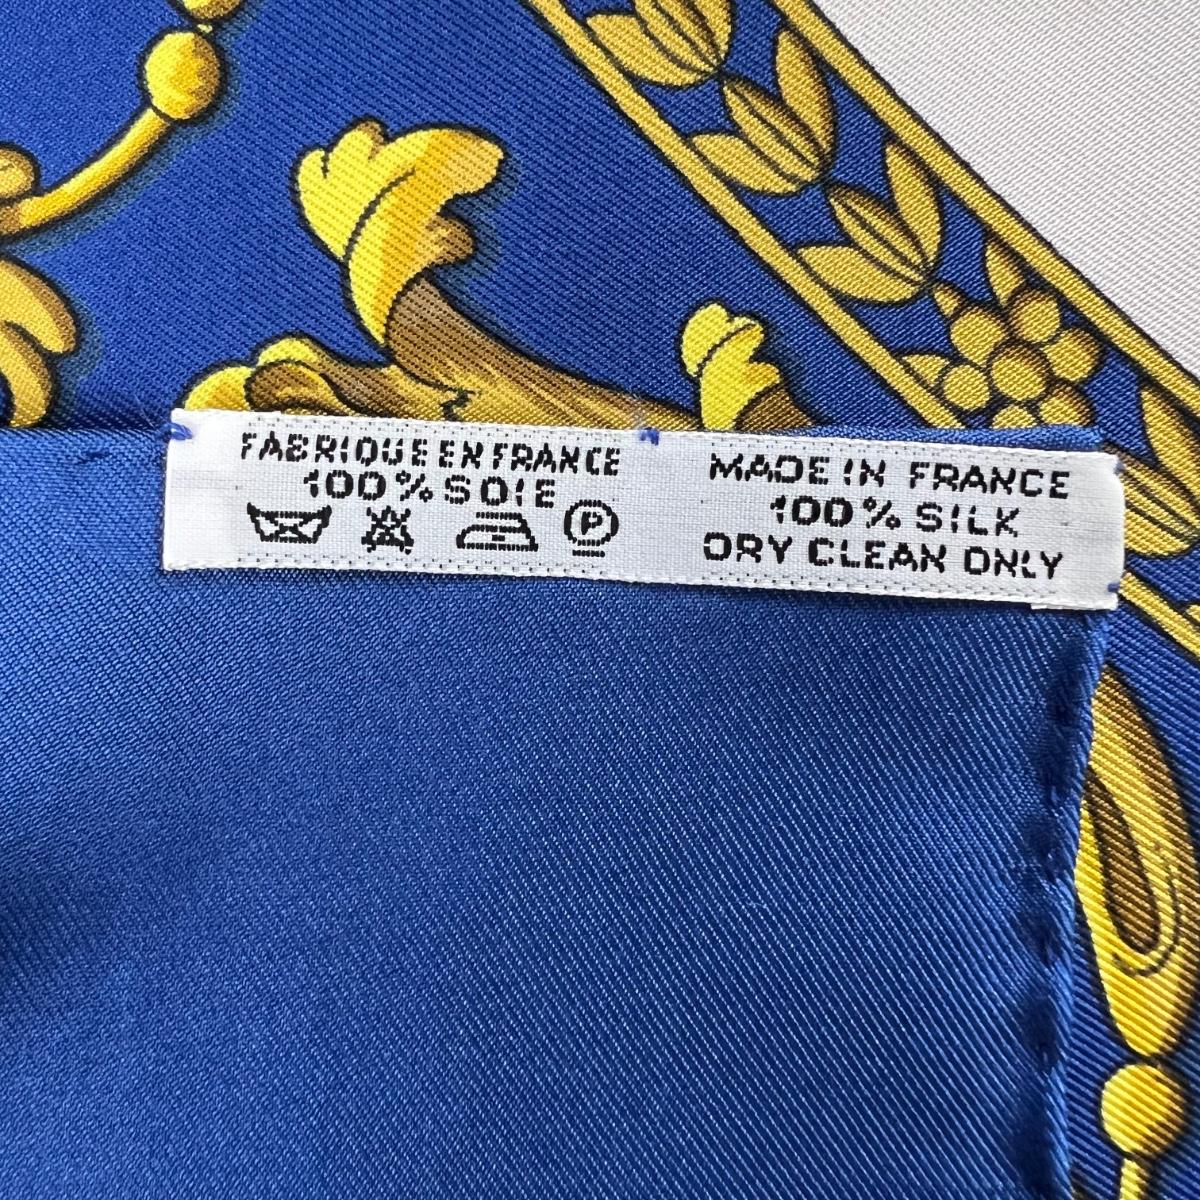 FABRIQUE EN FRANCE
100% SOIE
P
MADE IN FRANCE
100% SILK
DRY CLEAN ONLY